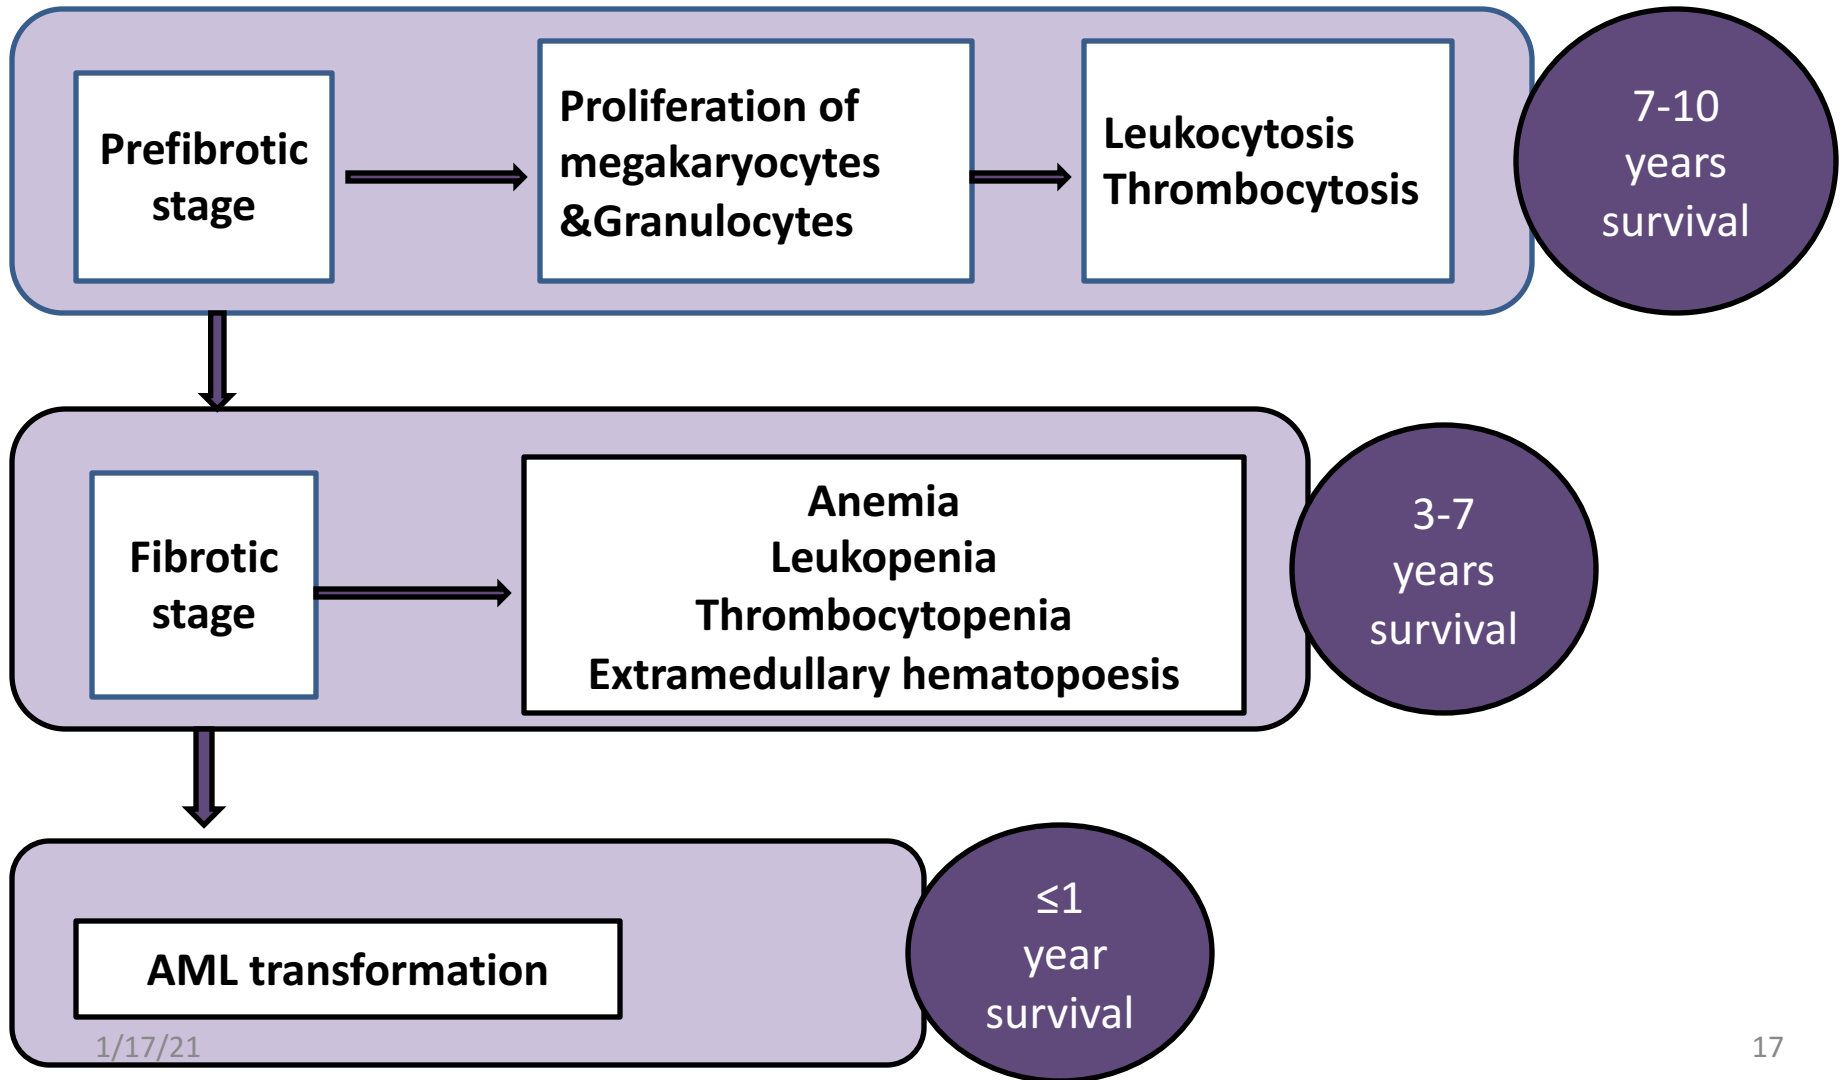 Prefibrotic
stage
Proliferation of
megakaryocytes
&Granulocytes
Leukocytosis
Thrombocytosis
7-10
years
survival
Fibrotic
stage
Anemia
Leukopenia
Thrombocytopenia
Extramedullary hematopoesis
3-7
years
survival
AML transformation
≤1
year
survival
1/17/21
17